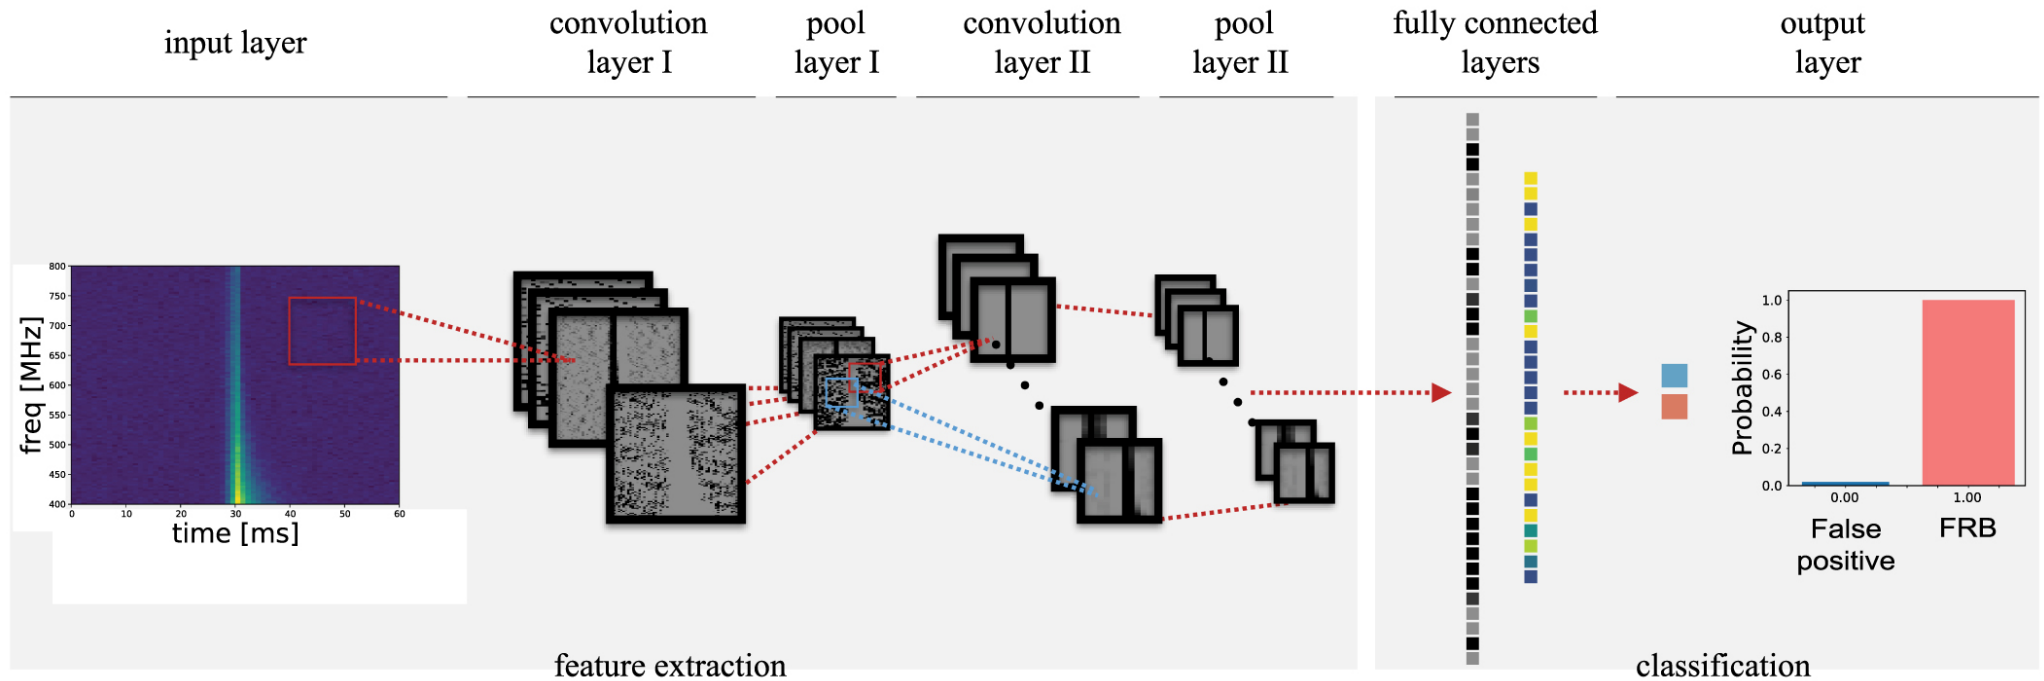 input layer
convolution
layer I
pool
layer I
convolution
layer II
pool
layer II
fully connected
layers
output
layer
freq [MHz]
800
750
700
650
600
550
500
450
400
0 10 20 30 40 50 60
time [ms]
Probability
1.0
0.8
0.6
0.4
0.2
0.0
0.00 1.00
False
positive
FRB
feature extraction
classification